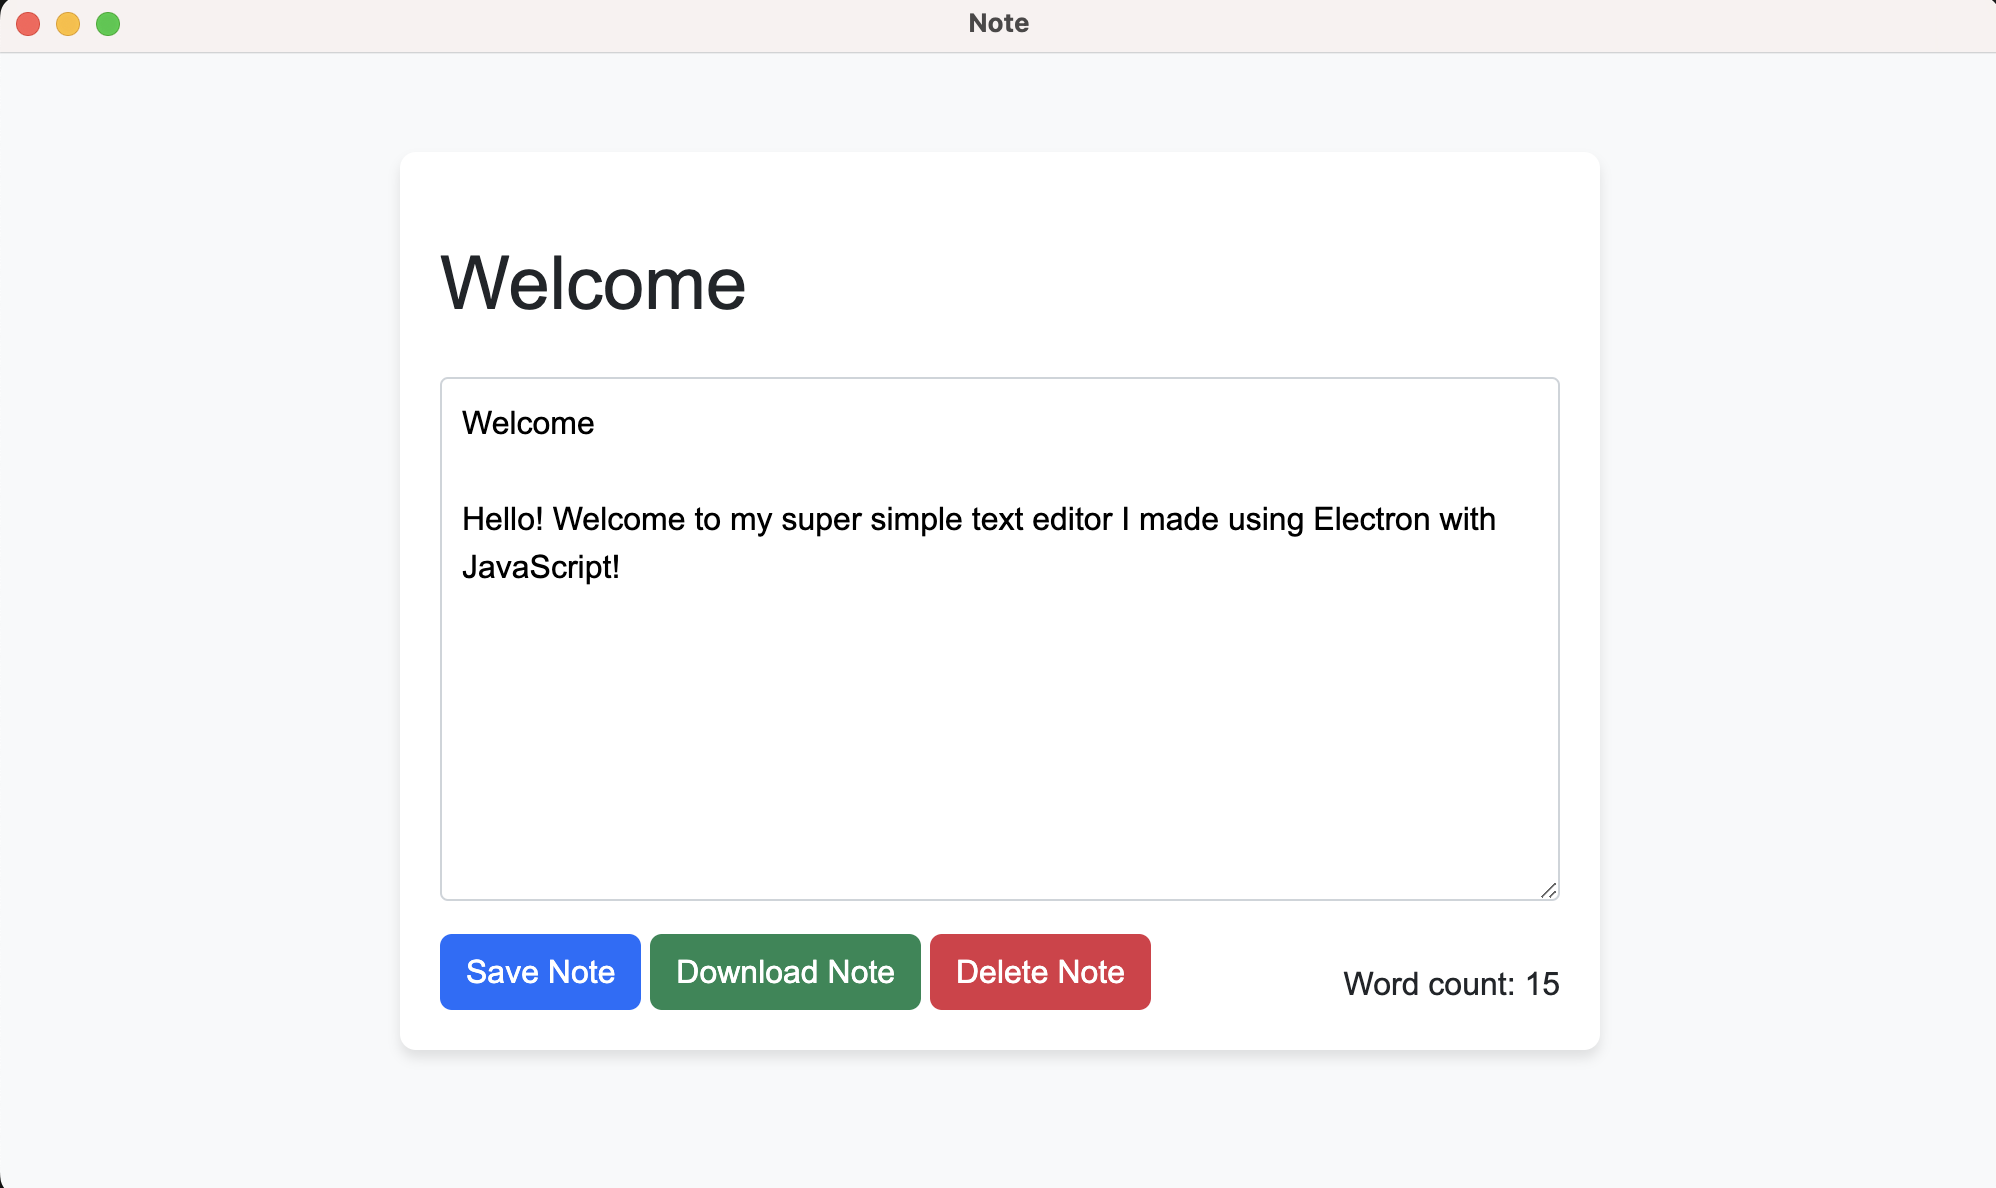 Note
Welcome
Welcome
Hello! Welcome to my super simple text editor I made using Electron with
JavaScript!
Save Note Download Note Delete Note Word count: 15